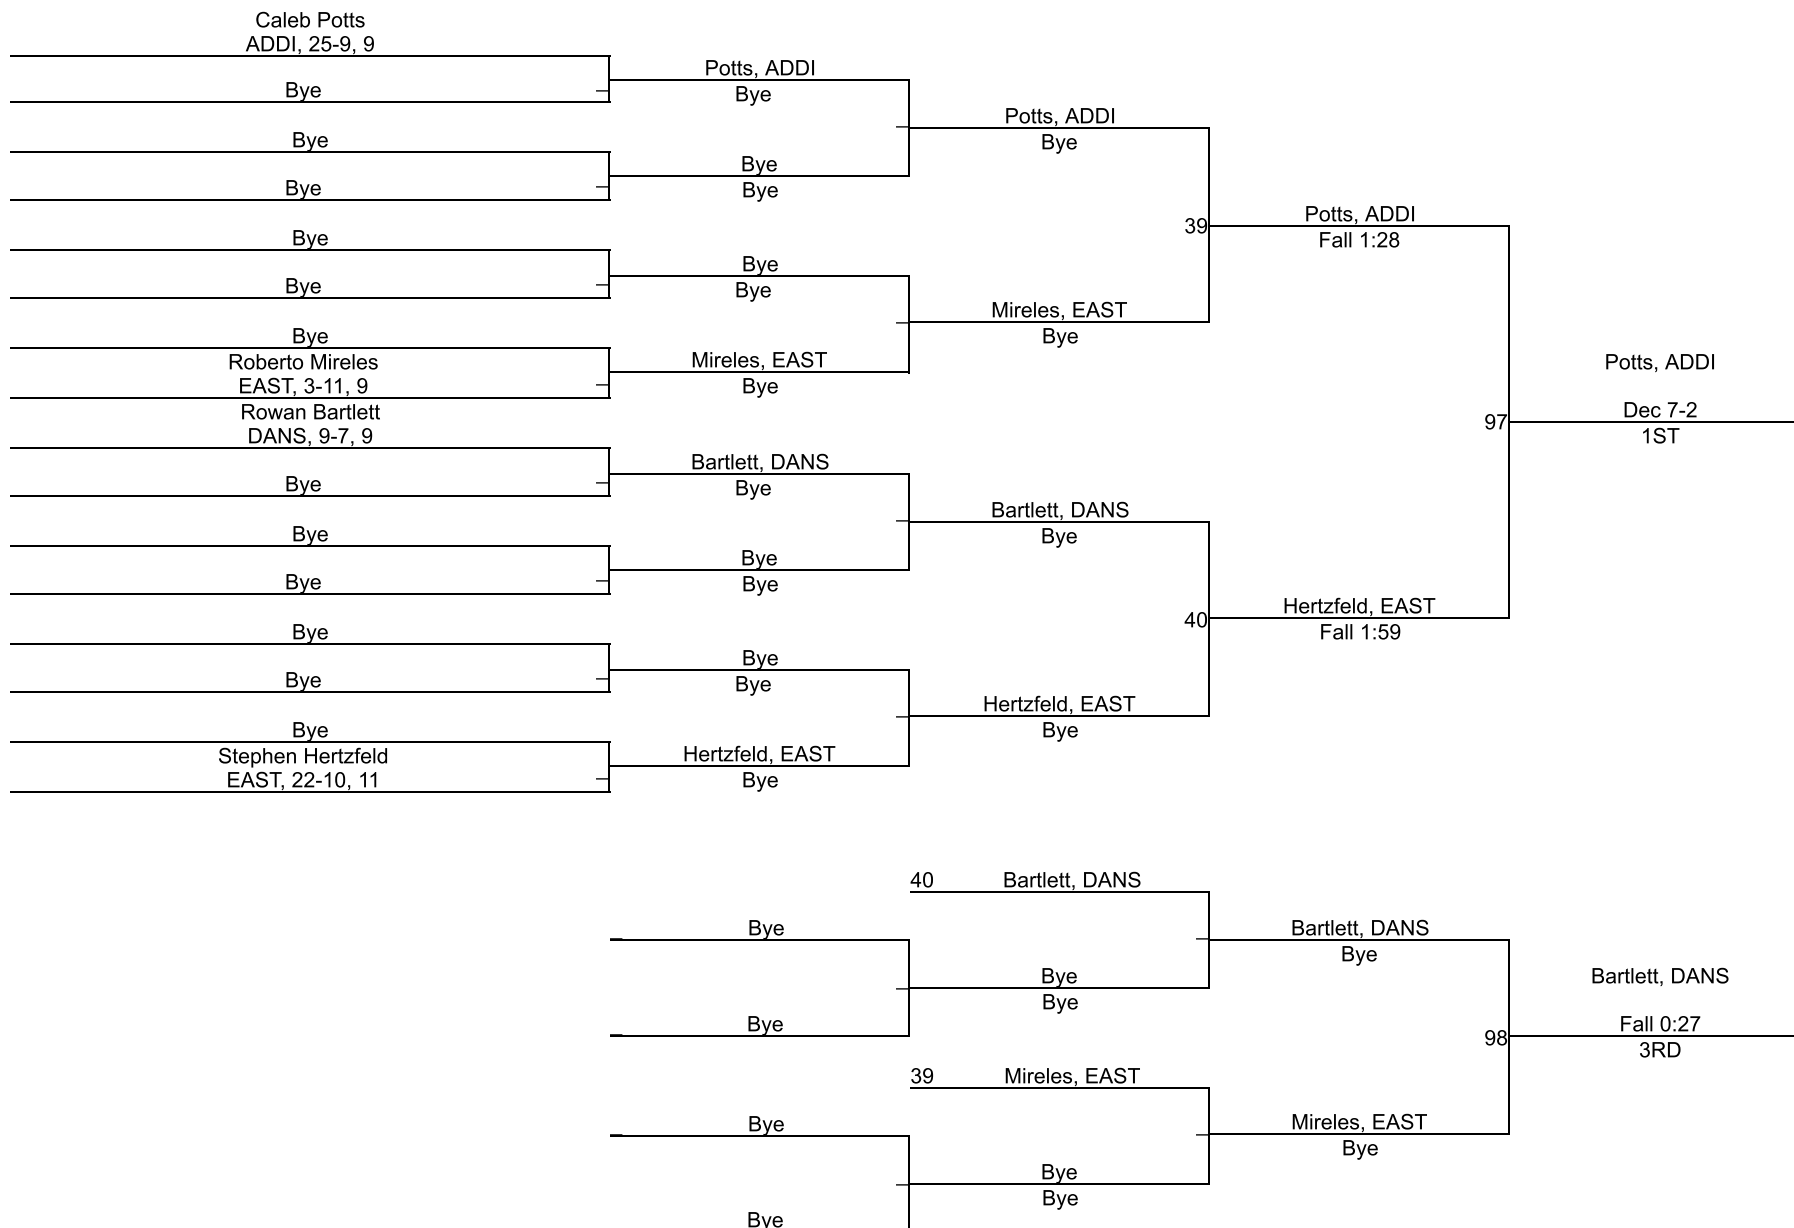 Caleb Potts
ADDI, 25-9, 9
Bye
Bye
Bye
Bye
Bye
Bye
Roberto Mireles
EAST, 3-11, 9
Rowan Bartlett
DANS, 9-7, 9
Bye
Bye
Bye
Bye
Bye
Bye
Stephen Hertzfeld
EAST, 22-10, 11
Potts, ADDI
Bye
Bye
Bye
Bye
Bye
Mireles, EAST
Bye
Bartlett, DANS
Bye
Bye
Bye
Bye
Bye
Hertzfeld, EAST
Bye
Potts, ADDI
Bye
Mireles, EAST
Bye
Bartlett, DANS
Bye
Hertzfeld, EAST
Bye
39
Potts, ADDI
Fall 1:28
40
Hertzfeld, EAST
Fall 1:59
97
Potts, ADDI
Dec 7-2
1ST
Bye
Bye
Bye
Bye
40 Bartlett, DANS
Bye
Bye
39 Mireles, EAST
Bye
Bye
Bartlett, DANS
Bye
Mireles, EAST
Bye
98
Bartlett, DANS
Fall 0:27
3RD